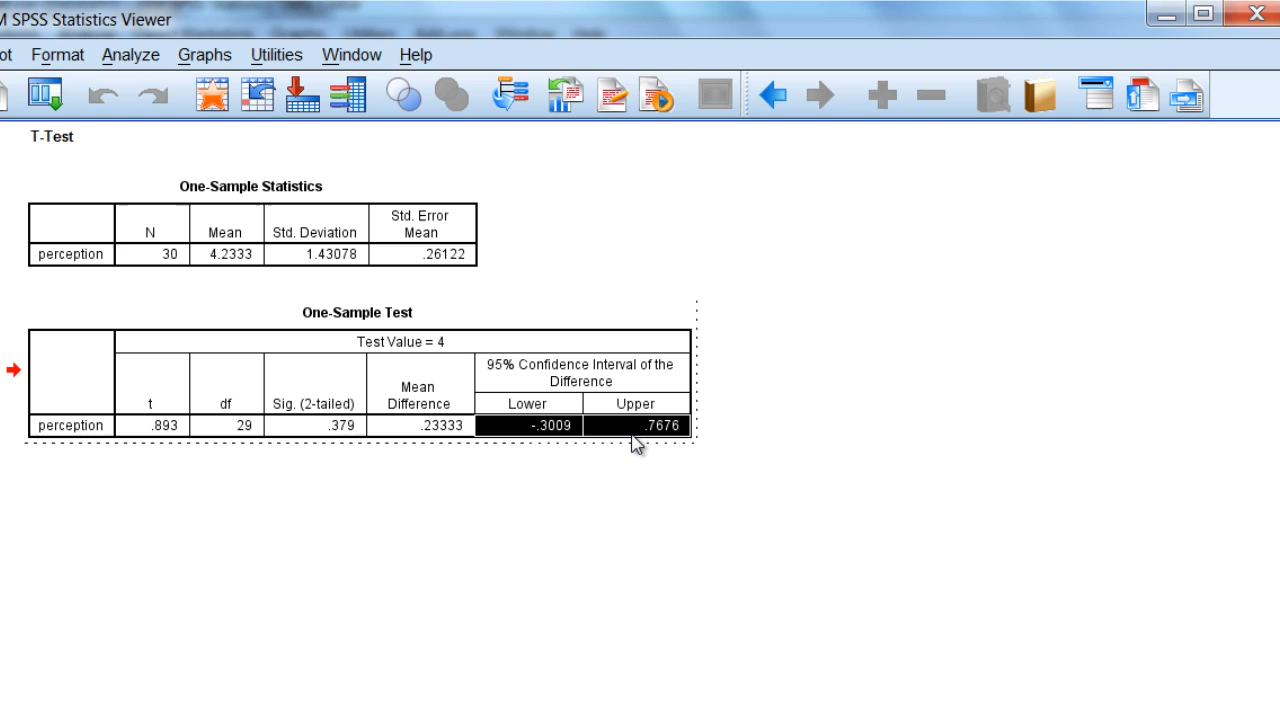 M SPSS Statistics Viewer
ot Format Analyze Graphs Utilities Window Help
T-Test
One-Sample Statistics
N Mean Std. Deviation Std. Error Mean
perception 30 4.2333 1.43078 .26122
One-Sample Test
Test Value = 4
t df Sig. (2-tailed) Mean Difference 95% Confidence Interval of the Difference
Lower Upper
perception .893 29 .379 .23333 -.3009 .7676